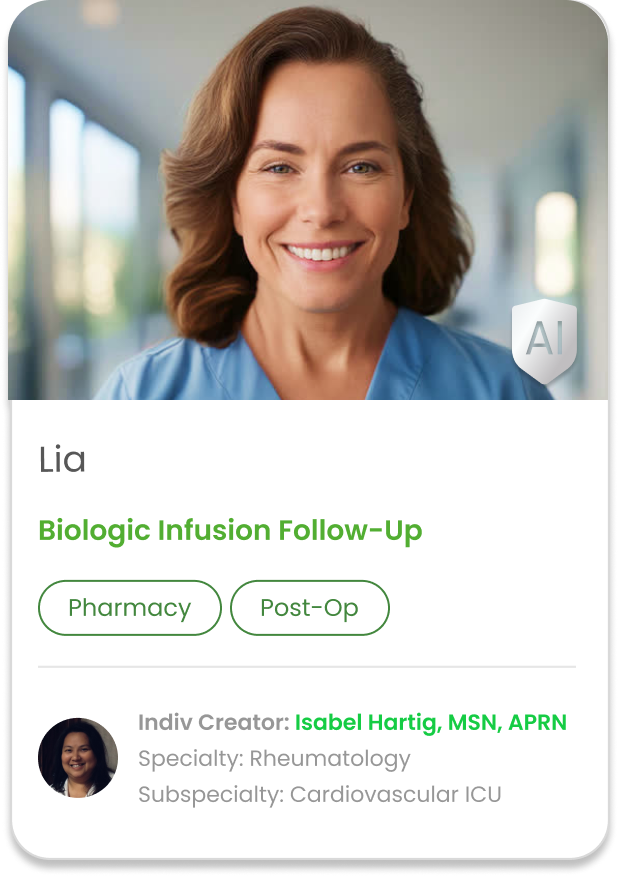 AI
Lia
Biologic Infusion Follow-Up
Pharmacy Post-Op
Indiv Creator: Isabel Hartig, MSN, APRN
Specialty: Rheumatology
Subspecialty: Cardiovascular ICU